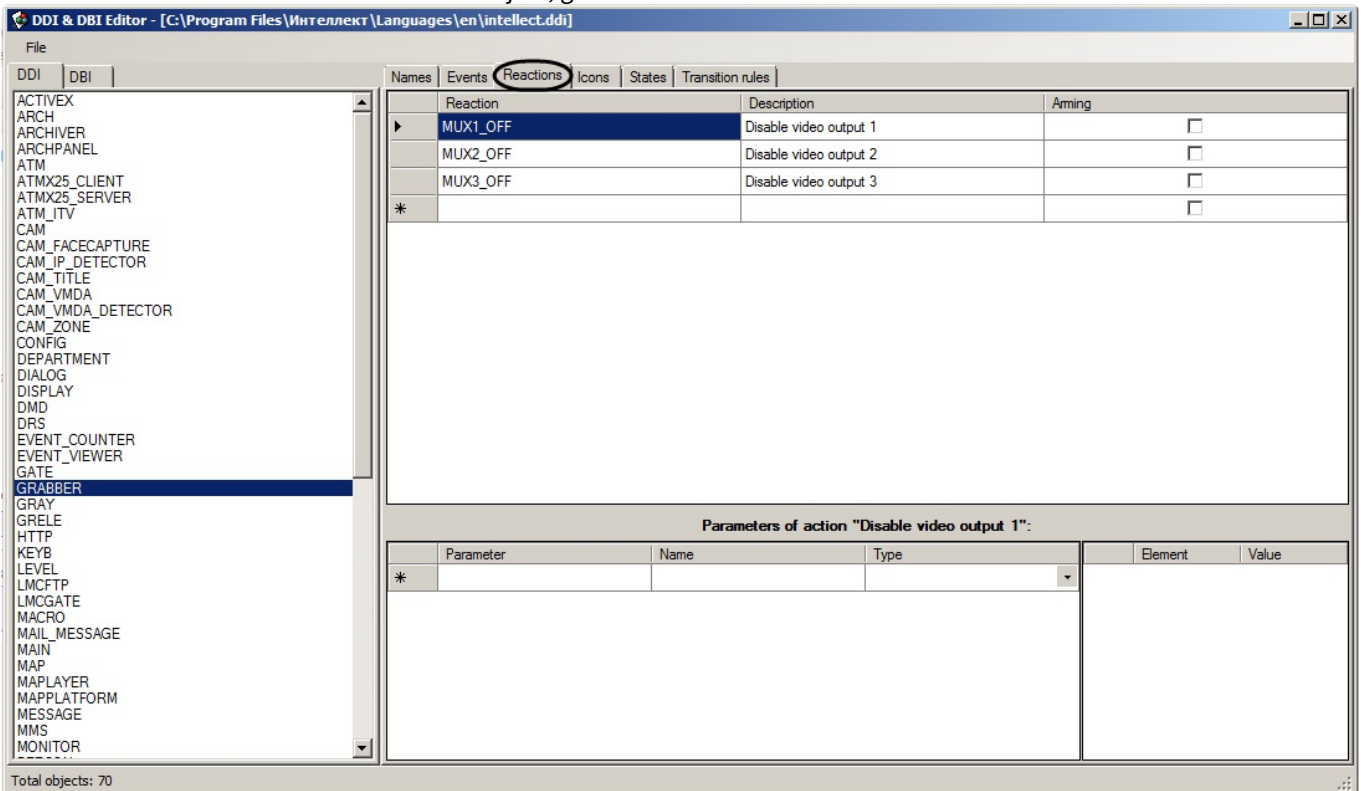 DDI & DBI Editor - [C:\Program Files\Интеллект\Languages\en\intellect.ddi]
File
DDI DBI
Names Events Reactions Icons States Transition rules
ACTIVEX
ARCH
ARCHIVER
ARCHPANEL
ATM
ATMX25_CLIENT
ATMX25_SERVER
ATM_ITV
CAM
CAM_FACECAPTURE
CAM_IP_DETECTOR
CAM_TITLE
CAM_VMDA
CAM_VMDA_DETECTOR
CAM_ZONE
CONFIG
DEPARTMENT
DIALOG
DISPLAY
DMD
DRS
EVENT_COUNTER
EVENT_VIEWER
GATE
GRABBER
GRAY
GRELE
HTTP
KEYB
LEVEL
LMCFTP
LMCGATE
MACRO
MAIL_MESSAGE
MAIN
MAP
MAPLAYER
MAPPLATFORM
MESSAGE
MMS
MONITOR
Reaction Description Arming
MUX1_OFF Disable video output 1
MUX2_OFF Disable video output 2
MUX3_OFF Disable video output 3
*
Parameters of action "Disable video output 1":
Parameter Name Type Element Value
*
Total objects: 70